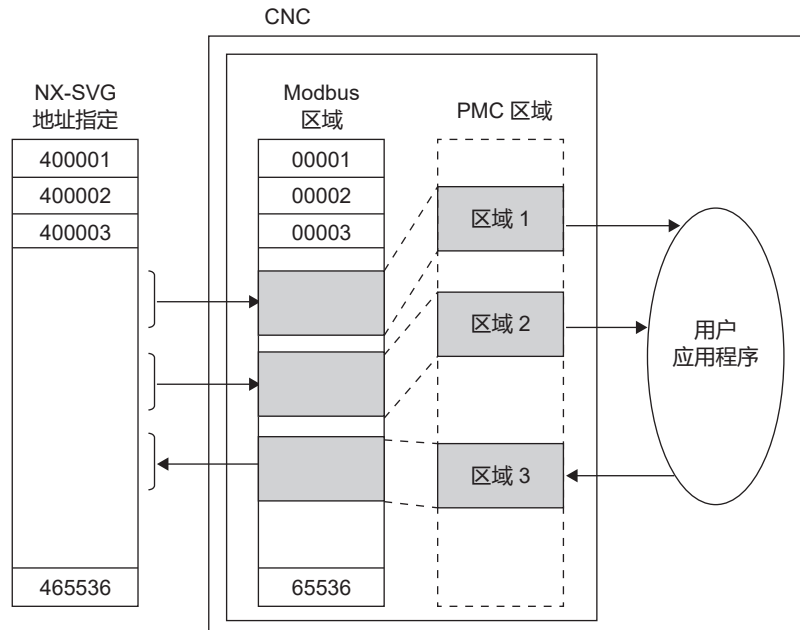 CNC
NX-SVG
地址指定
400001
400002
400003
465536
Modbus
区域
00001
00002
00003
65536
PMC 区域
区域 1
区域 2
区域 3
用户
应用程序